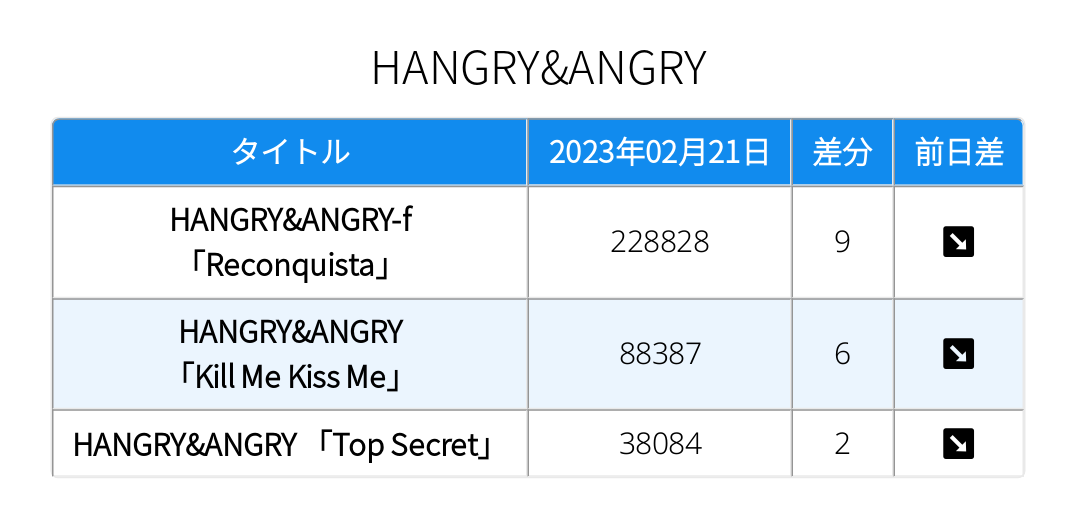 HANGRY&ANGRY
タイトル 2023年02月21日 差分 前日差
HANGRY&ANGRY-f
「Reconquista」
228828 9
HANGRY&ANGRY
「Kill Me Kiss Me」
88387 6
HANGRY&ANGRY 「Top Secret」 38084 2